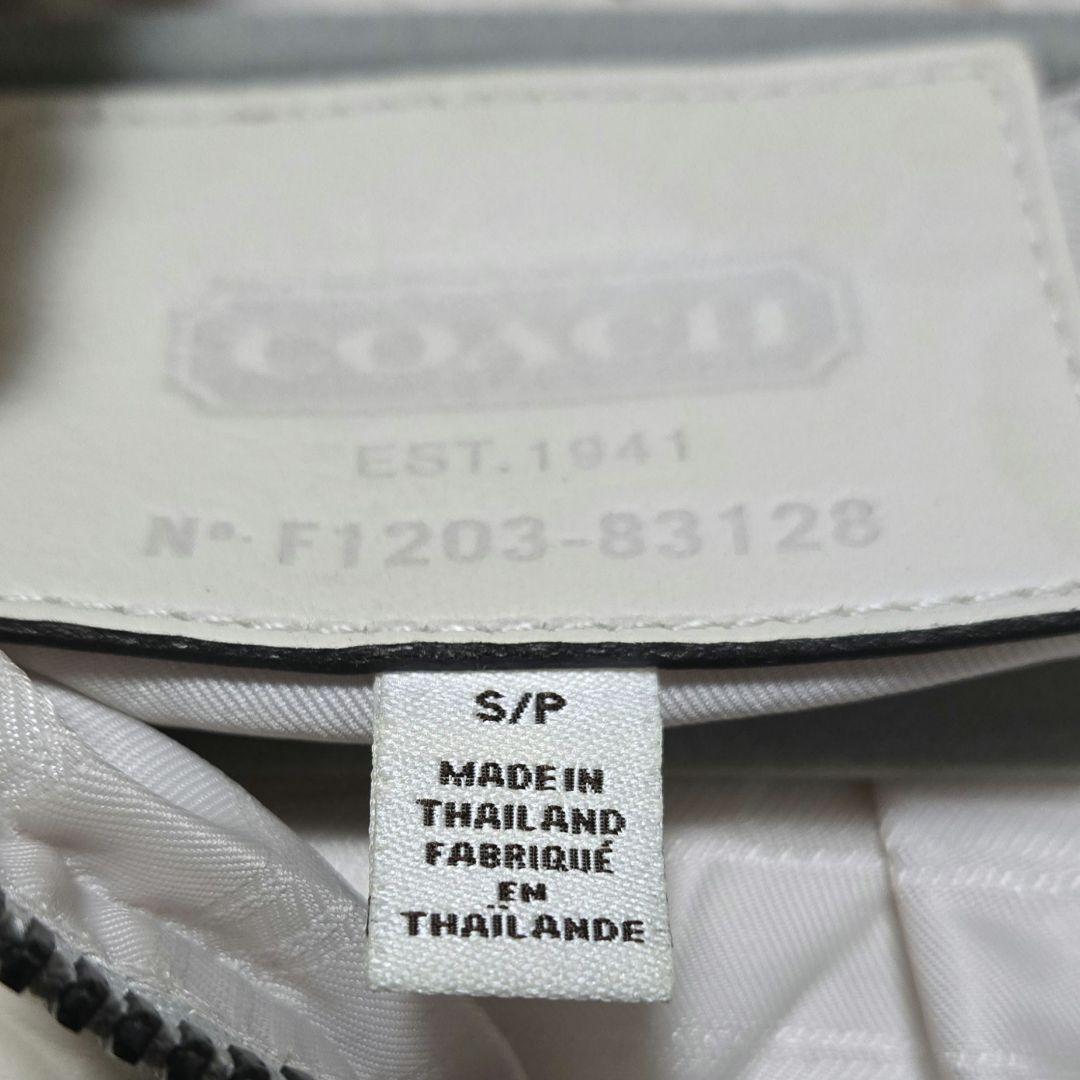 COACH
EST. 1941
Nº. F1203-83128
S/P
MADE IN
THAILAND
FABRIQUÉ
EN
THAÏLANDE